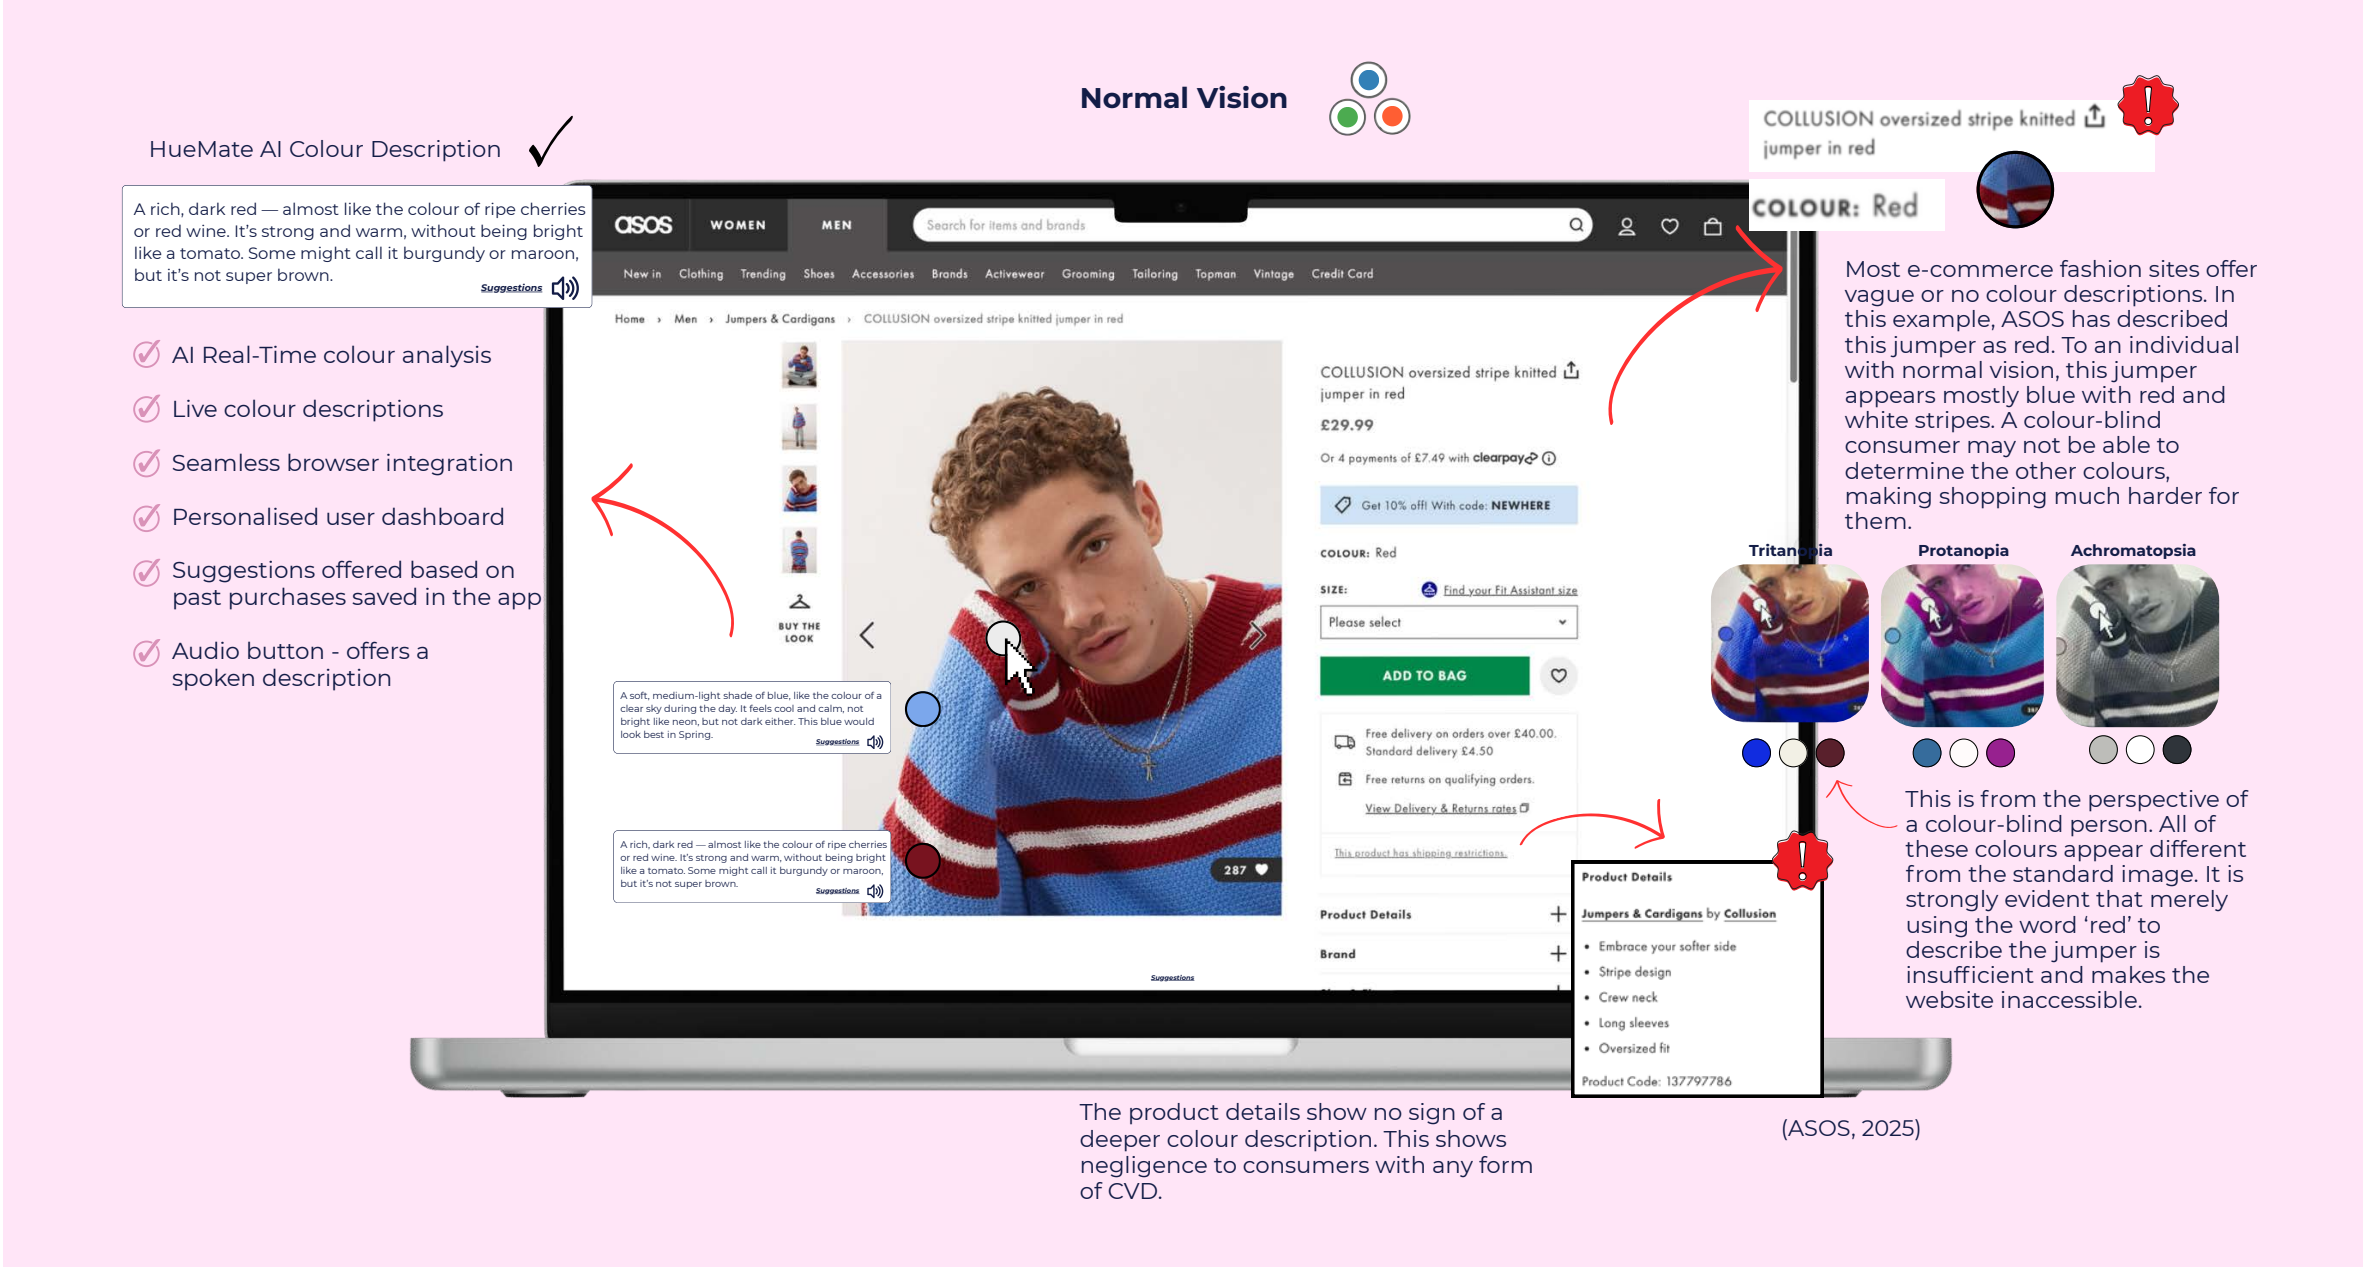 Normal Vision
HueMate AI Colour Description
A rich, dark red — almost like the colour of ripe cherries
or red wine. It's strong and warm, without being bright
like a tomato. Some might call it burgundy or maroon,
but it's not super brown.
Suggestions
AI Real-Time colour analysis
Live colour descriptions
Seamless browser integration
Personalised user dashboard
Suggestions offered based on
past purchases saved in the app
Audio button - offers a
spoken description
asos
WOMEN
MEN
Search for items and brands
New in Clothing Trending Shoes Accessories Brands Activewear Grooming Tailoring Topman Vintage Credit Card
Home > Men > Jumpers & Cardigans > COLLUSION oversized stripe knitted jumper in red
BUY THE
LOOK
A soft, medium-light shade of blue, like the colour of a
clear sky during the day. It feels cool and calm, not
bright like neon, but not dark either. This blue would
look best in Spring.
Suggestions
A rich, dark red — almost like the colour of ripe cherries
or red wine. It's strong and warm, without being bright
like a tomato. Some might call it burgundy or maroon,
but it's not super brown.
Suggestions
287
Suggestions
COLLUSION oversized stripe knitted
jumper in red
£29.99
Or 4 payments of £7.49 with clearpay
Get 10% off! With code: NEWHERE
COLOUR: Red
SIZE:
Find your Fit Assistant size
Please select
ADD TO BAG
Free delivery on orders over £40.00.
Standard delivery £4.50
Free returns on qualifying orders.
View Delivery & Returns rates
This product has shipping restrictions.
Product Details
Brand
COLLUSION oversized stripe knitted
jumper in red
COLOUR: Red
Most e-commerce fashion sites offer
vague or no colour descriptions. In
this example, ASOS has described
this jumper as red. To an individual
with normal vision, this jumper
appears mostly blue with red and
white stripes. A colour-blind
consumer may not be able to
determine the other colours,
making shopping much harder for
them.
Tritanopia
Protanopia
Achromatopsia
This is from the perspective of
a colour-blind person. All of
these colours appear different
from the standard image. It is
strongly evident that merely
using the word ‘red’ to
describe the jumper is
insufficient and makes the
website inaccessible.
Product Details
Jumpers & Cardigans by Collusion
• Embrace your softer side
• Stripe design
• Crew neck
• Long sleeves
• Oversized fit
Product Code: 137797786
(ASOS, 2025)
The product details show no sign of a
deeper colour description. This shows
negligence to consumers with any form
of CVD.